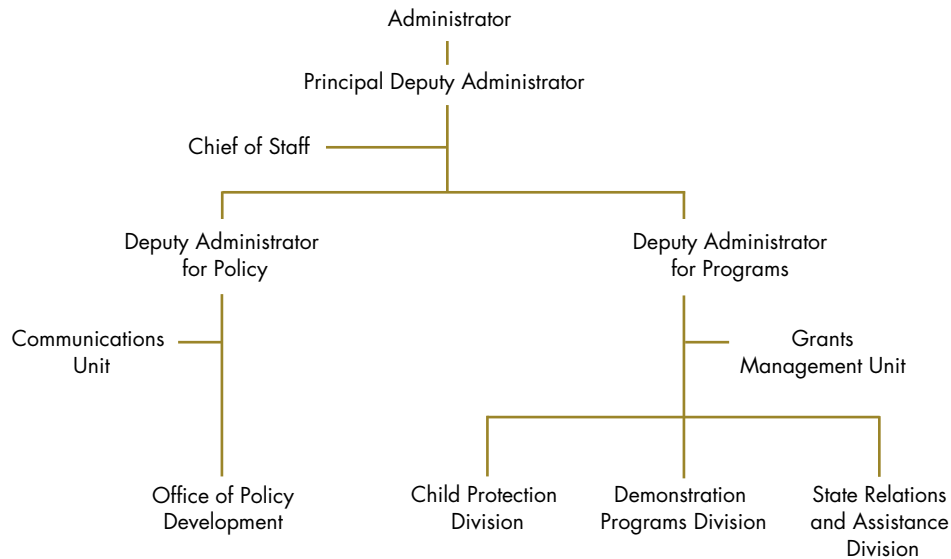 Administrator
Principal Deputy Administrator
Chief of Staff
Deputy Administrator
for Policy
Deputy Administrator
for Programs
Communications
Unit
Grants
Management Unit
Office of Policy
Development
Child Protection
Division
Demonstration
Programs Division
State Relations
and Assistance
Division